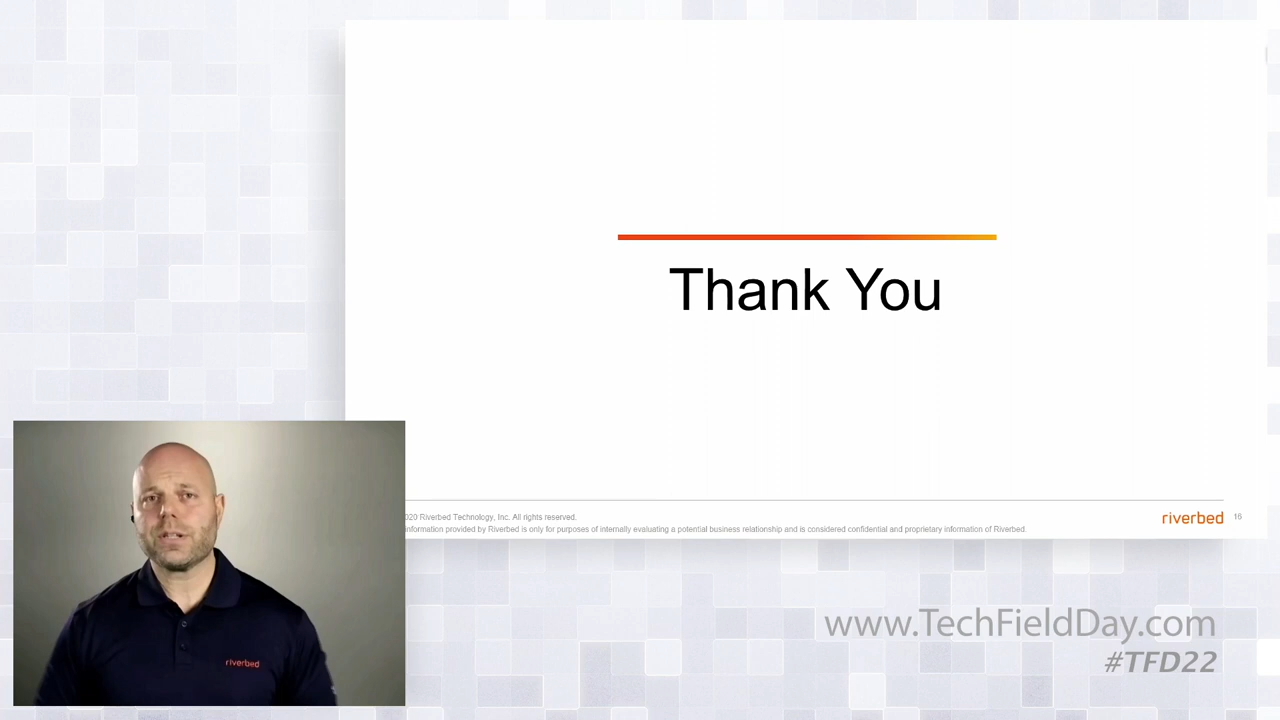 Thank You
020 Riverbed Technology, Inc. All rights reserved.
information provided by Riverbed is only for purposes of internally evaluating a potential business relationship and is considered confidential and proprietary information of Riverbed.
riverbed 16
riverbed
www.TechFieldDay.com
#TFD22